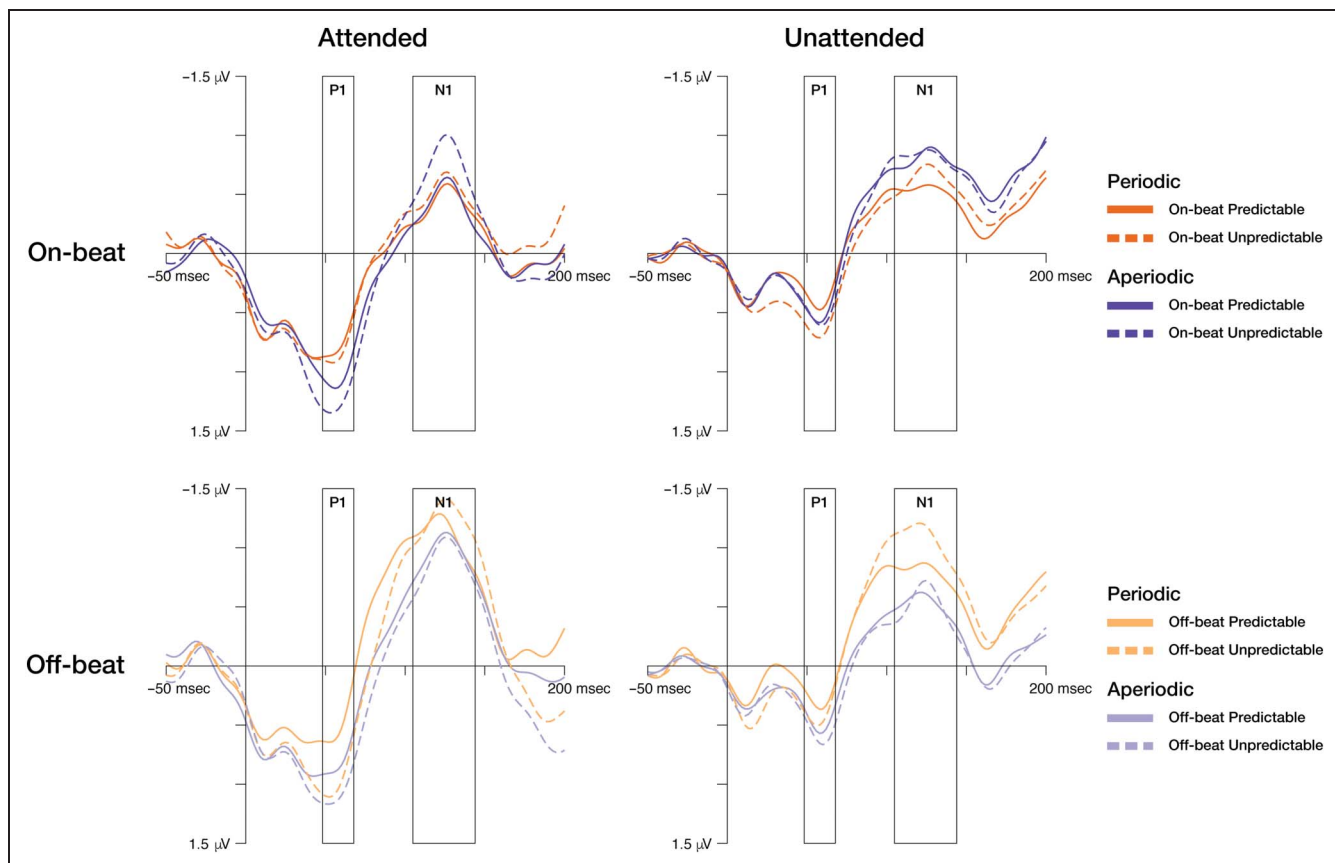 Attended
Unattended
−1.5 μV
P1
N1
−1.5 μV
P1
N1
On-beat
−50 msec
200 msec
−50 msec
200 msec
1.5 μV
1.5 μV
Periodic
On-beat Predictable
On-beat Unpredictable
Aperiodic
On-beat Predictable
On-beat Unpredictable
−1.5 μV
P1
N1
−1.5 μV
P1
N1
Off-beat
−50 msec
200 msec
−50 msec
200 msec
1.5 μV
1.5 μV
Periodic
Off-beat Predictable
Off-beat Unpredictable
Aperiodic
Off-beat Predictable
Off-beat Unpredictable